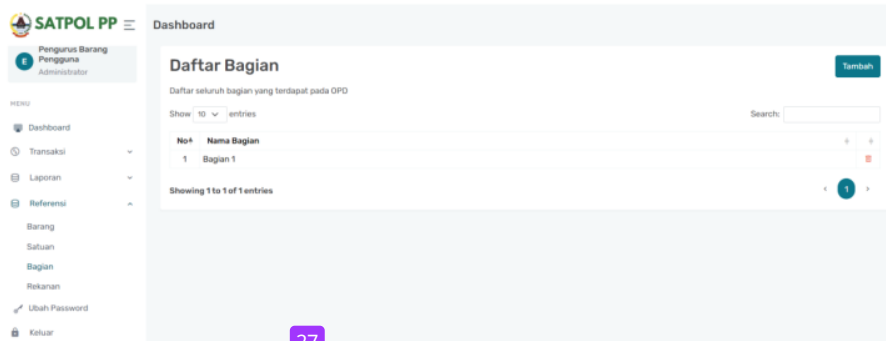 SATPOL PP
Dashboard
E
Pengurus Barang
Pengguna
Administrator
MENU
Dashboard
Transaksi
Laporan
Referensi
Barang
Satuan
Bagian
Rekanan
Ubah Password
Keluar
Daftar Bagian
Tambah
Daftar seluruh bagian yang terdapat pada OPD
Show 10 entries
Search:
No Nama Bagian
1 Bagian 1
Showing 1 to 1 of 1 entries
‹ 1 ›
37